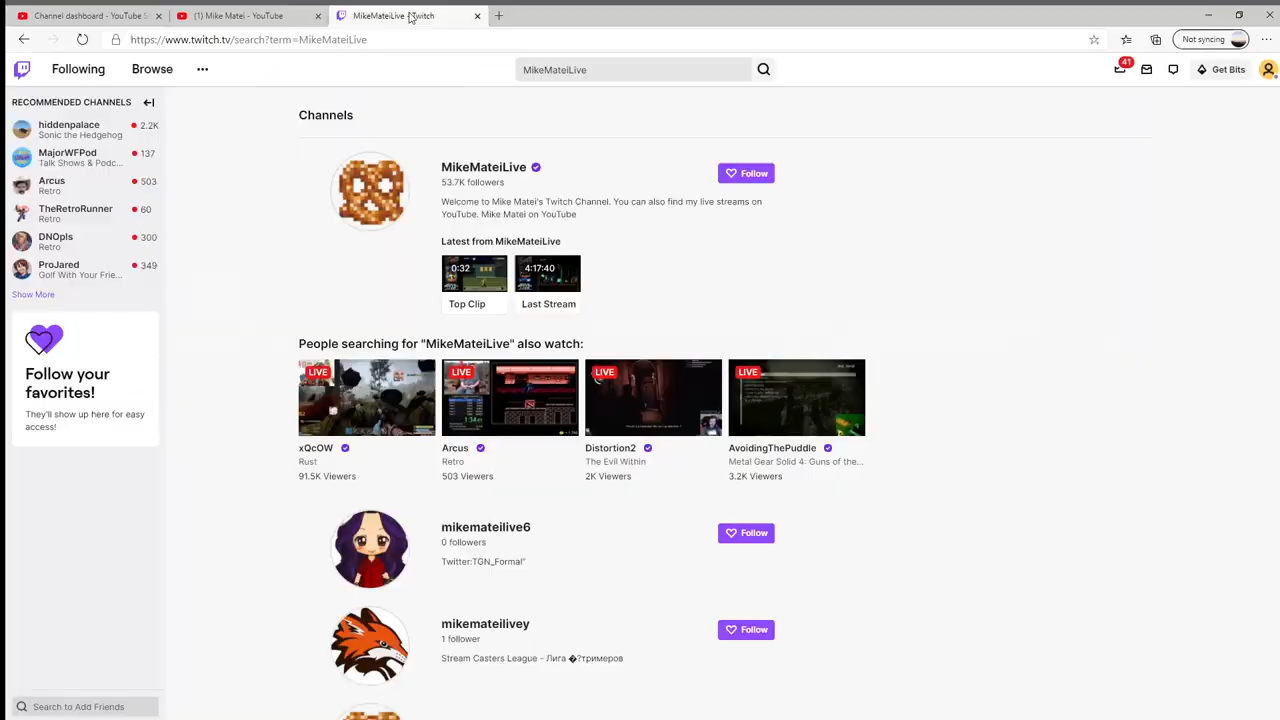 Channel dashboard - YouTube S
(1) Mike Matei - YouTube
MikeMateiLive - Twitch
https://www.twitch.tv/search?term=MikeMateiLive
Not syncing
Following
Browse
MikeMateiLive
41
Get Bits
RECOMMENDED CHANNELS
hiddenpalace
2.2K
Sonic the Hedgehog
MajorWFPod
137
Talk Shows & Podc...
Arcus
503
Retro
TheRetroRunner
60
Retro
DNOpls
300
Retro
ProJared
349
Golf With Your Frie...
Show More
Follow your
favorites!
They'll show up here for easy
access!
Search to Add Friends
Channels
MikeMateiLive
Follow
53.7K followers
Welcome to Mike Matei's Twitch Channel. You can also find my live streams on
YouTube. Mike Matei on YouTube
Latest from MikeMateiLive
0:32
4:17:40
Top Clip
Last Stream
People searching for "MikeMateiLive" also watch:
LIVE
LIVE
LIVE
LIVE
xQcOW
Rust
91.5K Viewers
Arcus
Retro
503 Viewers
Distortion2
The Evil Within
2K Viewers
AvoidingThePuddle
Metal Gear Solid 4: Guns of the...
3.2K Viewers
mikemateilive6
Follow
0 followers
Twitter:TGN_Formal"
mikemateilivey
Follow
1 follower
Stream Casters League - Лига �?тримеров